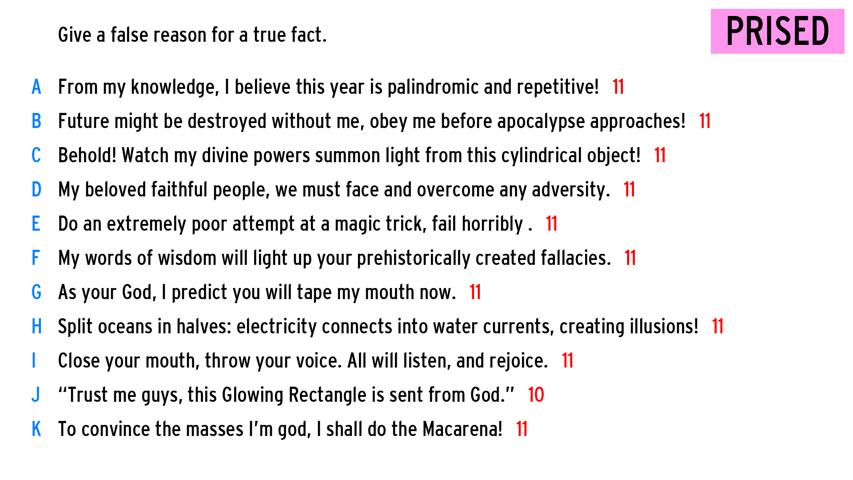 Give a false reason for a true fact.
PRISED
A From my knowledge, I believe this year is palindromic and repetitive! 11
B Future might be destroyed without me, obey me before apocalypse approaches! 11
C Behold! Watch my divine powers summon light from this cylindrical object! 11
D My beloved faithful people, we must face and overcome any adversity. 11
E Do an extremely poor attempt at a magic trick, fail horribly . 11
F My words of wisdom will light up your prehistorically created fallacies. 11
G As your God, I predict you will tape my mouth now. 11
H Split oceans in halves: electricity connects into water currents, creating illusions! 11
I Close your mouth, throw your voice. All will listen, and rejoice. 11
J “Trust me guys, this Glowing Rectangle is sent from God.” 10
K To convince the masses I'm god, I shall do the Macarena! 11